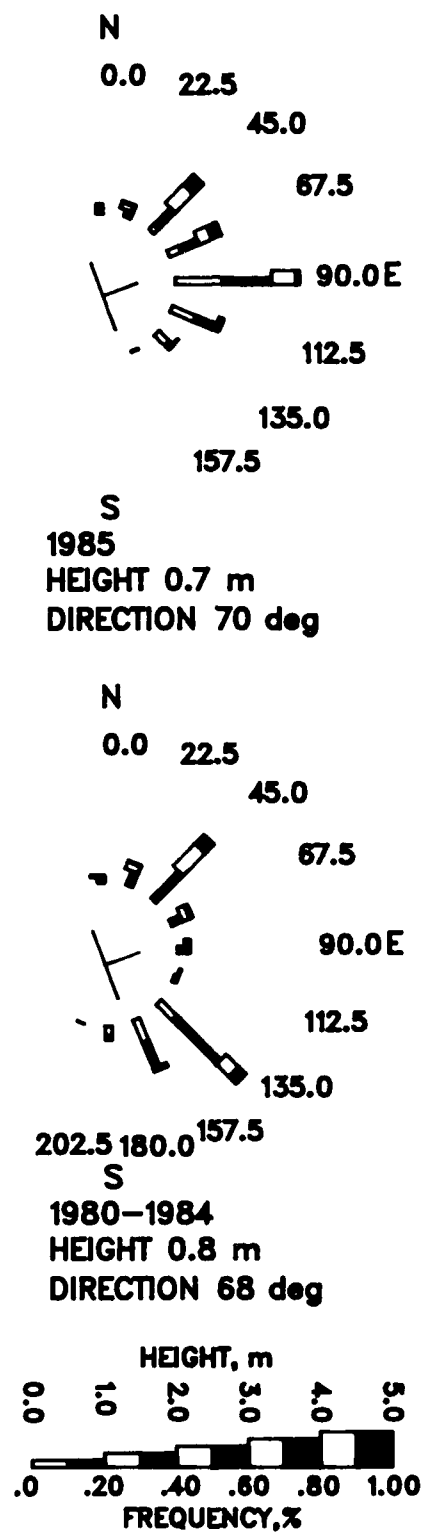 N
0.0
22.5
45.0
67.5
90.0 E
112.5
135.0
157.5
S
1985
HEIGHT 0.7 m
DIRECTION 70 deg
N
0.0
22.5
45.0
67.5
90.0 E
112.5
135.0
157.5
202.5 180.0
S
1980-1984
HEIGHT 0.8 m
DIRECTION 68 deg
HEIGHT, m
0.0 1.0 2.0 3.0 4.0 5.0
.0 .20 .40 .60 .80 1.00
FREQUENCY,%